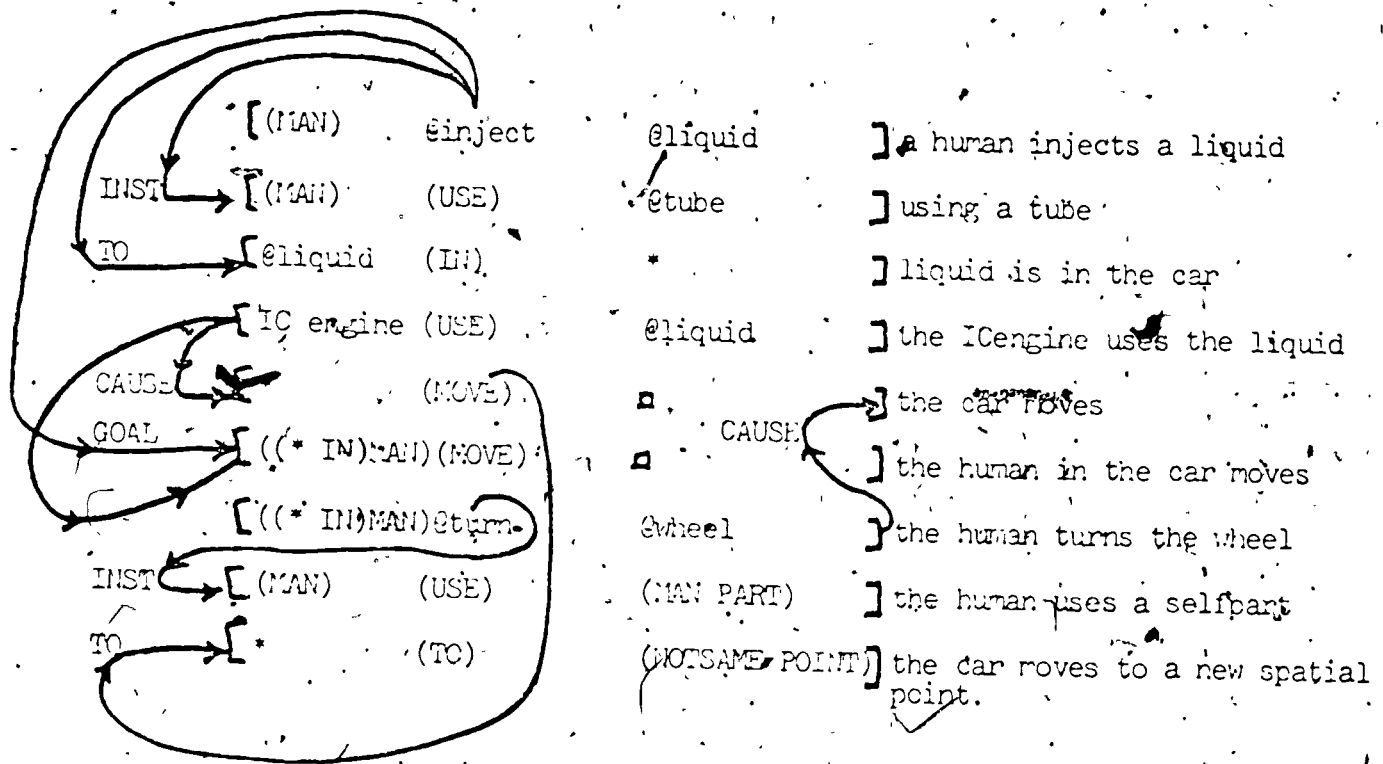 [(MAN) @inject @liquid ] a human injects a liquid
INST [(MAN) (USE) @tube ] using a tube
TO [@liquid (IN) * ] liquid is in the car
[IC engine (USE) @liquid ] the ICengine uses the liquid
CAUSE [ (MOVE) ] the car moves
GOAL [((* IN)MAN)(MOVE) CAUSE ] the human in the car moves
[((* IN)MAN)@turn @wheel ] the human turns the wheel
INST [(MAN) (USE) (MAN PART) ] the human uses a selfpart
TO [* (TO) (NOTSAME POINT)] the car moves to a new spatial
point.